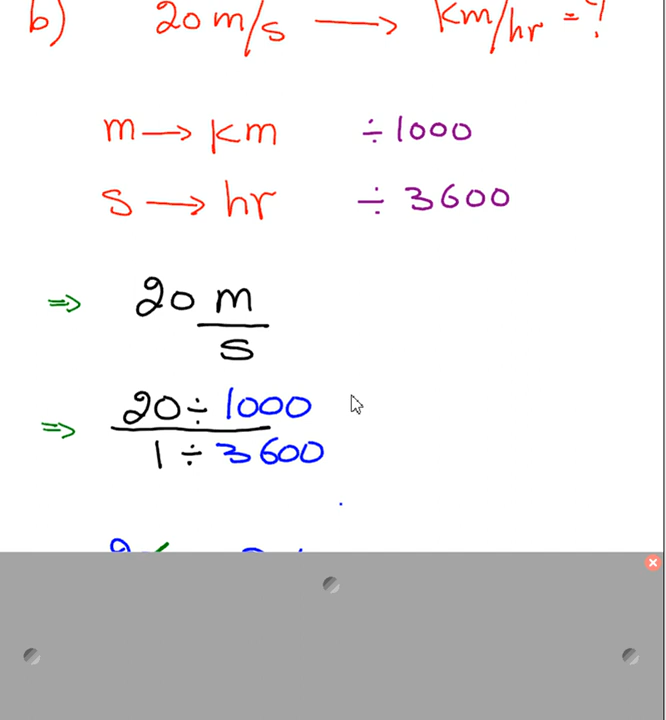 b) 20 m/s → km/hr = ?
m → km ÷ 1000
s → hr ÷ 3600
⇒ 20 m
s
⇒ 20 ÷ 1000
1 ÷ 3600